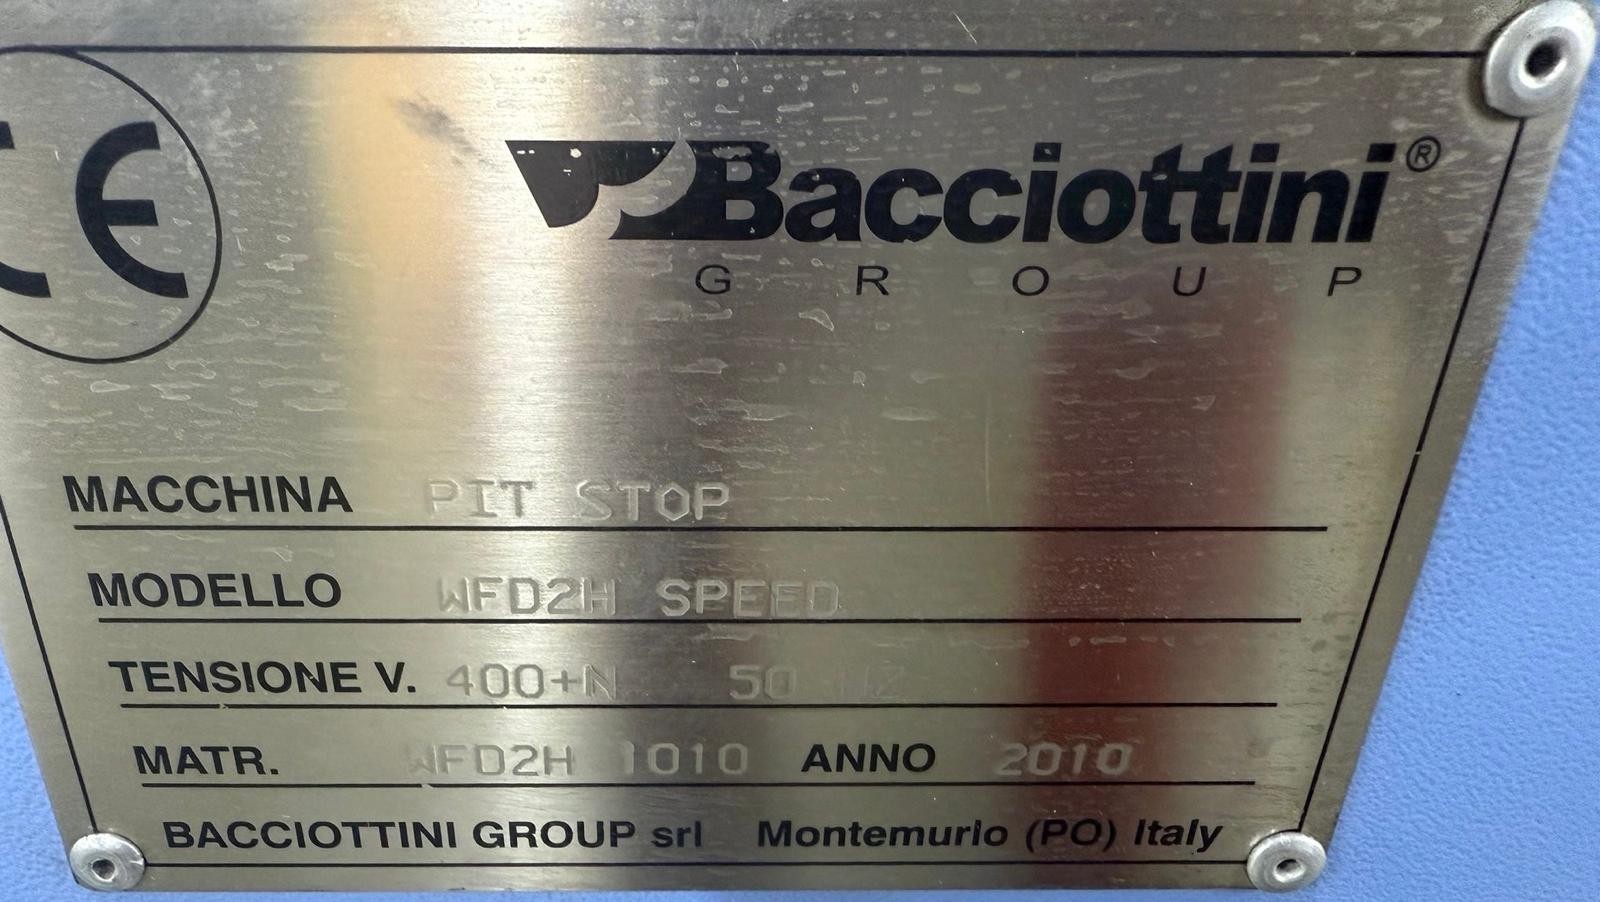 CE
Bacciottini®
GROUP
MACCHINA PIT STOP
MODELLO WFD2H SPEED
TENSIONE V. 400+N 50 HZ
MATR. WFD2H 1010 ANNO 2010
BACCIOTTINI GROUP srl Montemurlo (PO) Italy